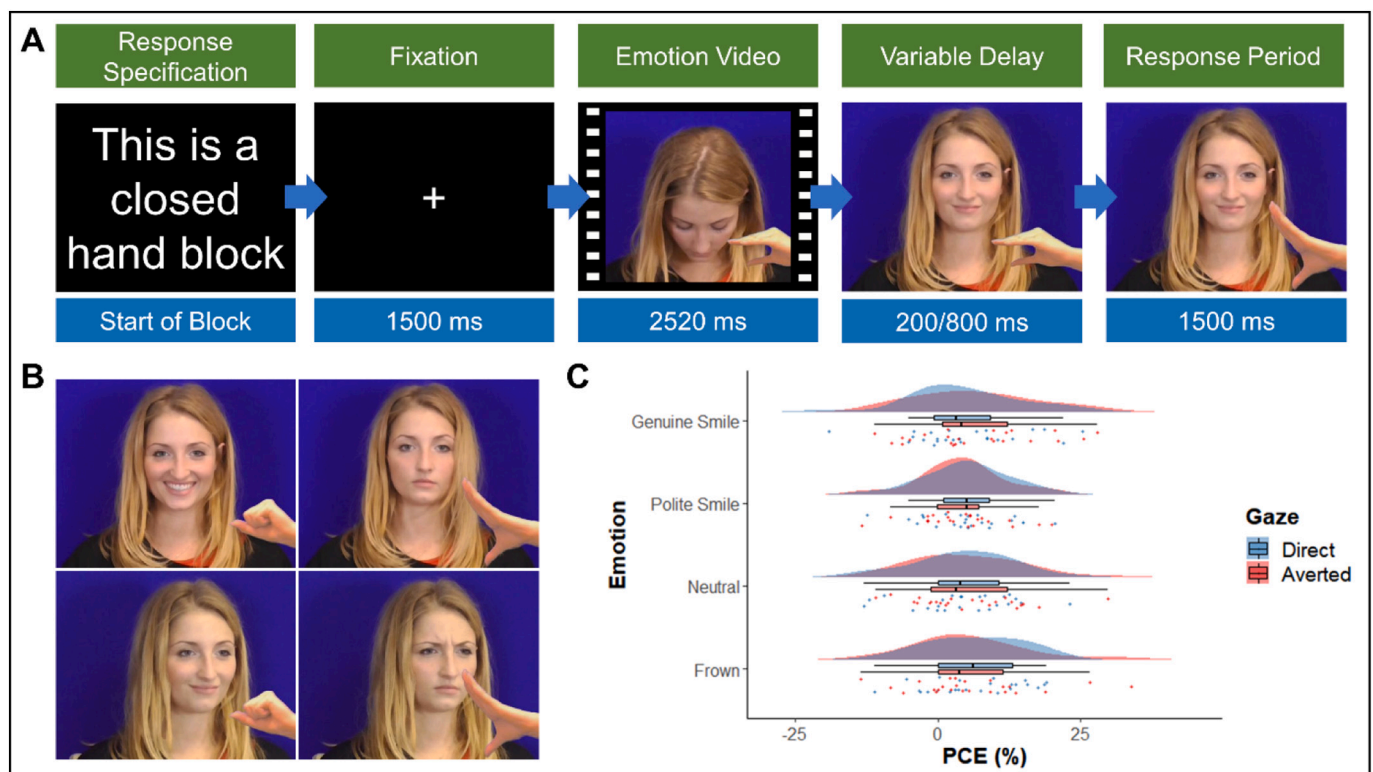 A
Response
Specification
Fixation
Emotion Video
Variable Delay
Response Period
This is a
closed
hand block
+
Start of Block
1500 ms
2520 ms
200/800 ms
1500 ms
B
C
Genuine Smile
Polite Smile
Neutral
Frown
Emotion
-25
0
25
PCE (%)
Gaze
Direct
Averted